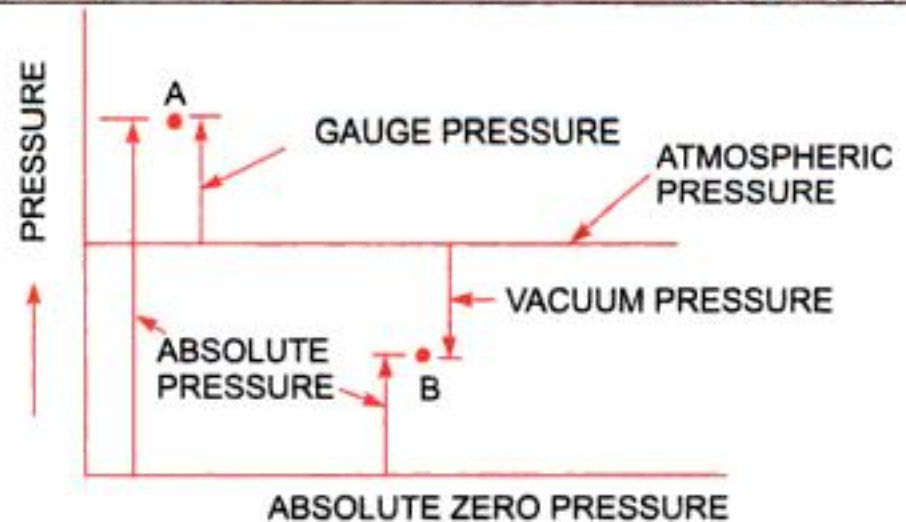 PRESSURE
A
GAUGE PRESSURE
ATMOSPHERIC
PRESSURE
VACUUM PRESSURE
ABSOLUTE
PRESSURE
B
ABSOLUTE ZERO PRESSURE